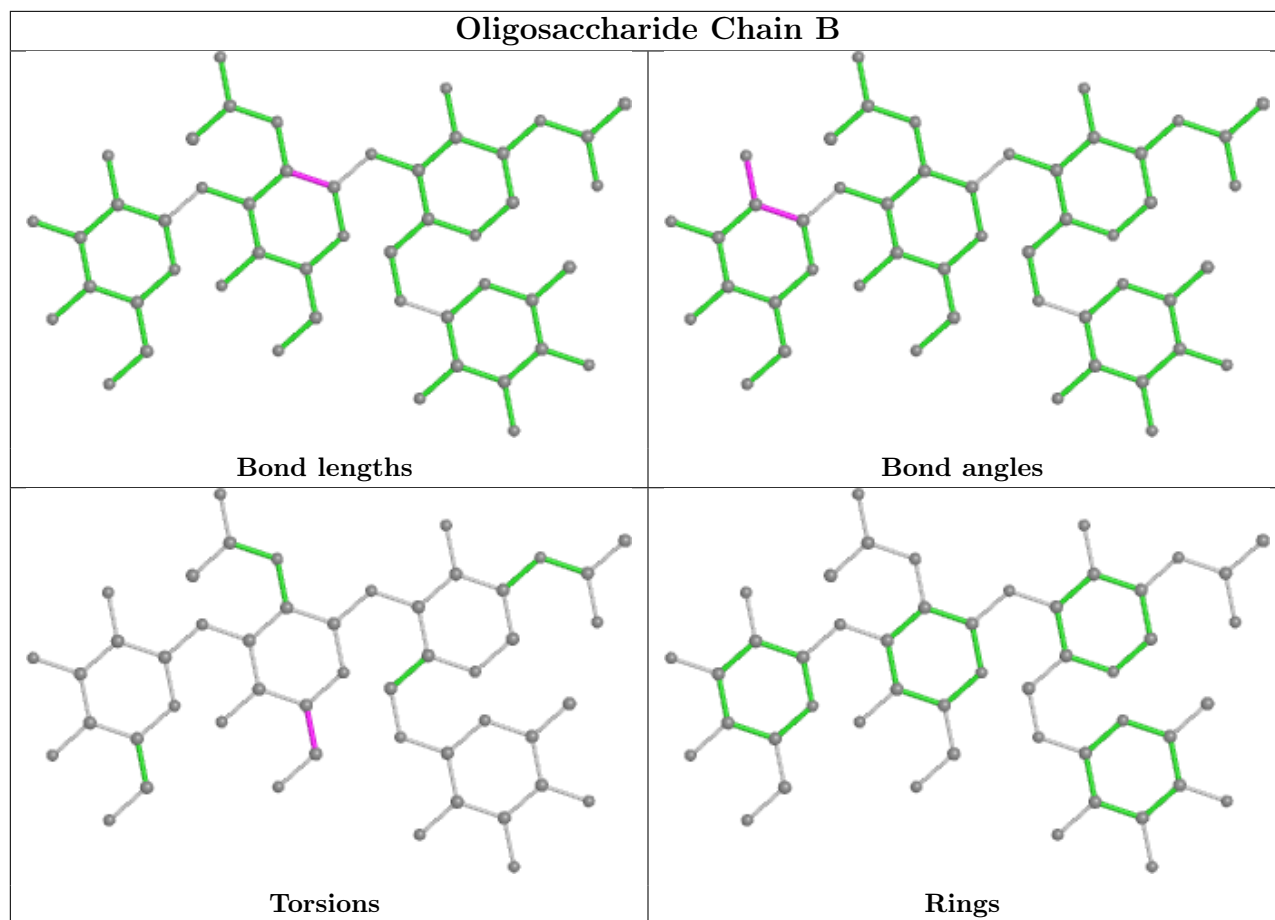 Oligosaccharide Chain B
Bond lengths
Bond angles
Torsions
Rings